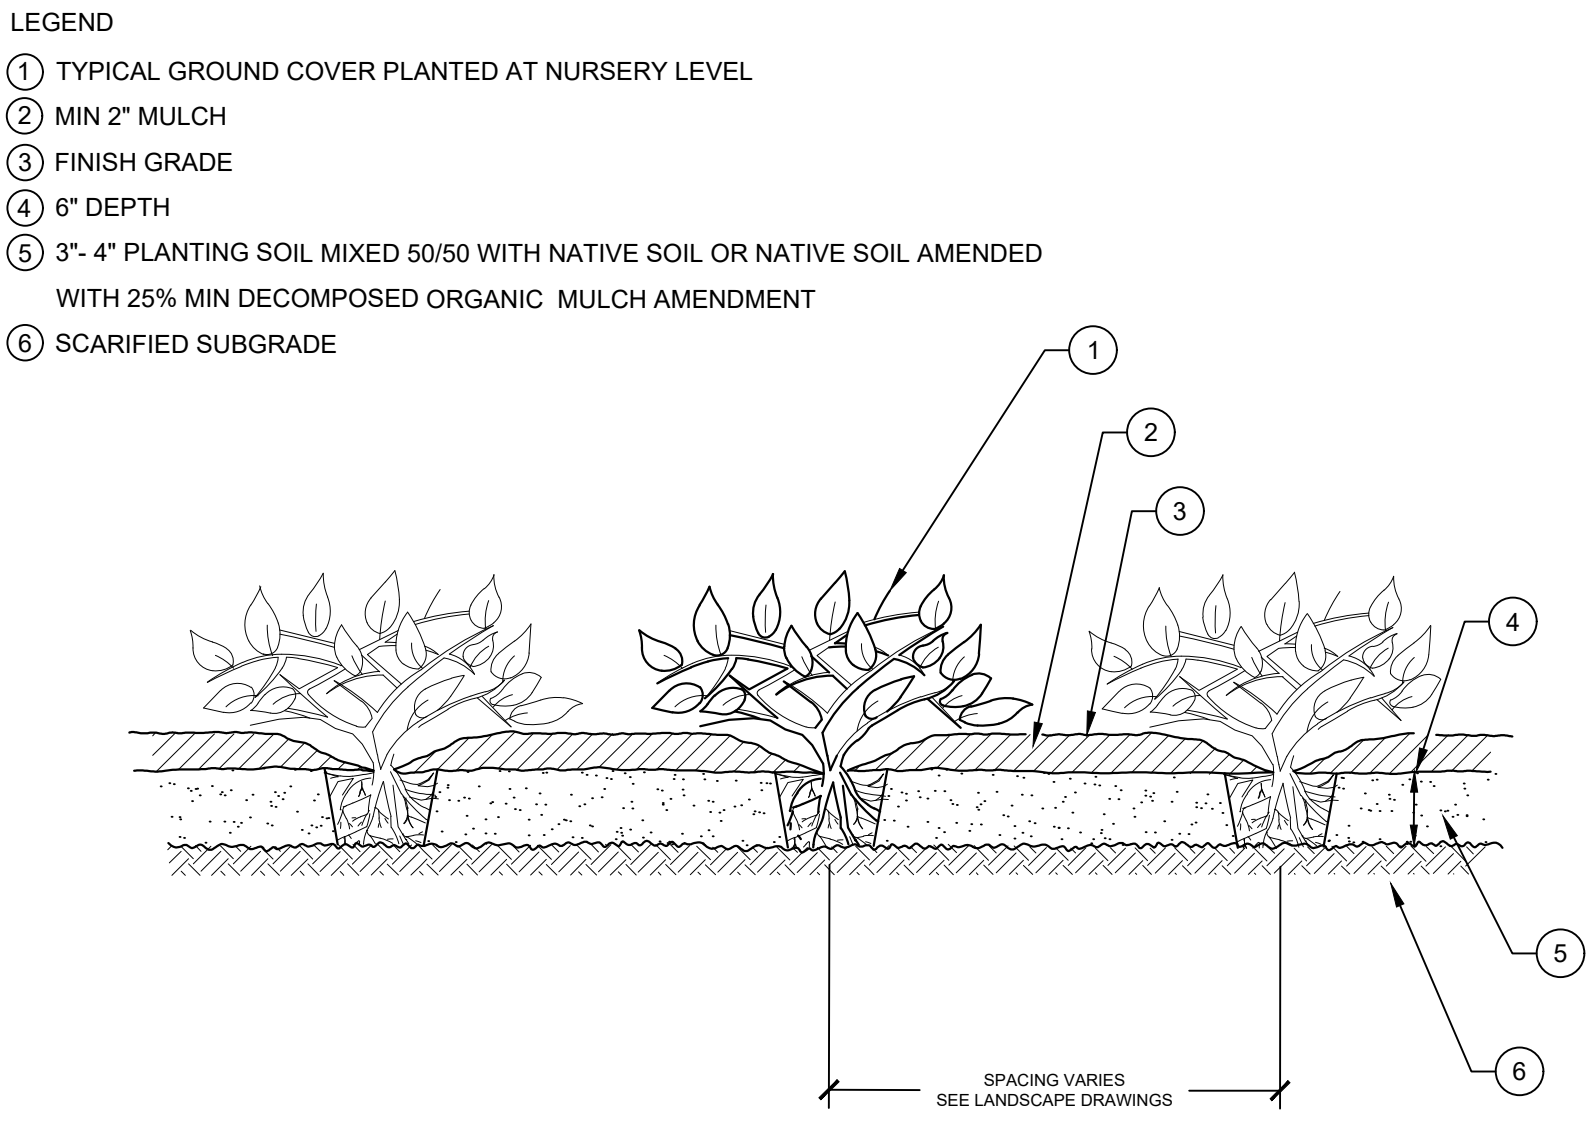 LEGEND
1 TYPICAL GROUND COVER PLANTED AT NURSERY LEVEL
2 MIN 2" MULCH
3 FINISH GRADE
4 6" DEPTH
5 3"- 4" PLANTING SOIL MIXED 50/50 WITH NATIVE SOIL OR NATIVE SOIL AMENDED
WITH 25% MIN DECOMPOSED ORGANIC MULCH AMENDMENT
6 SCARIFIED SUBGRADE
1
2
3
4
5
6
SPACING VARIES
SEE LANDSCAPE DRAWINGS